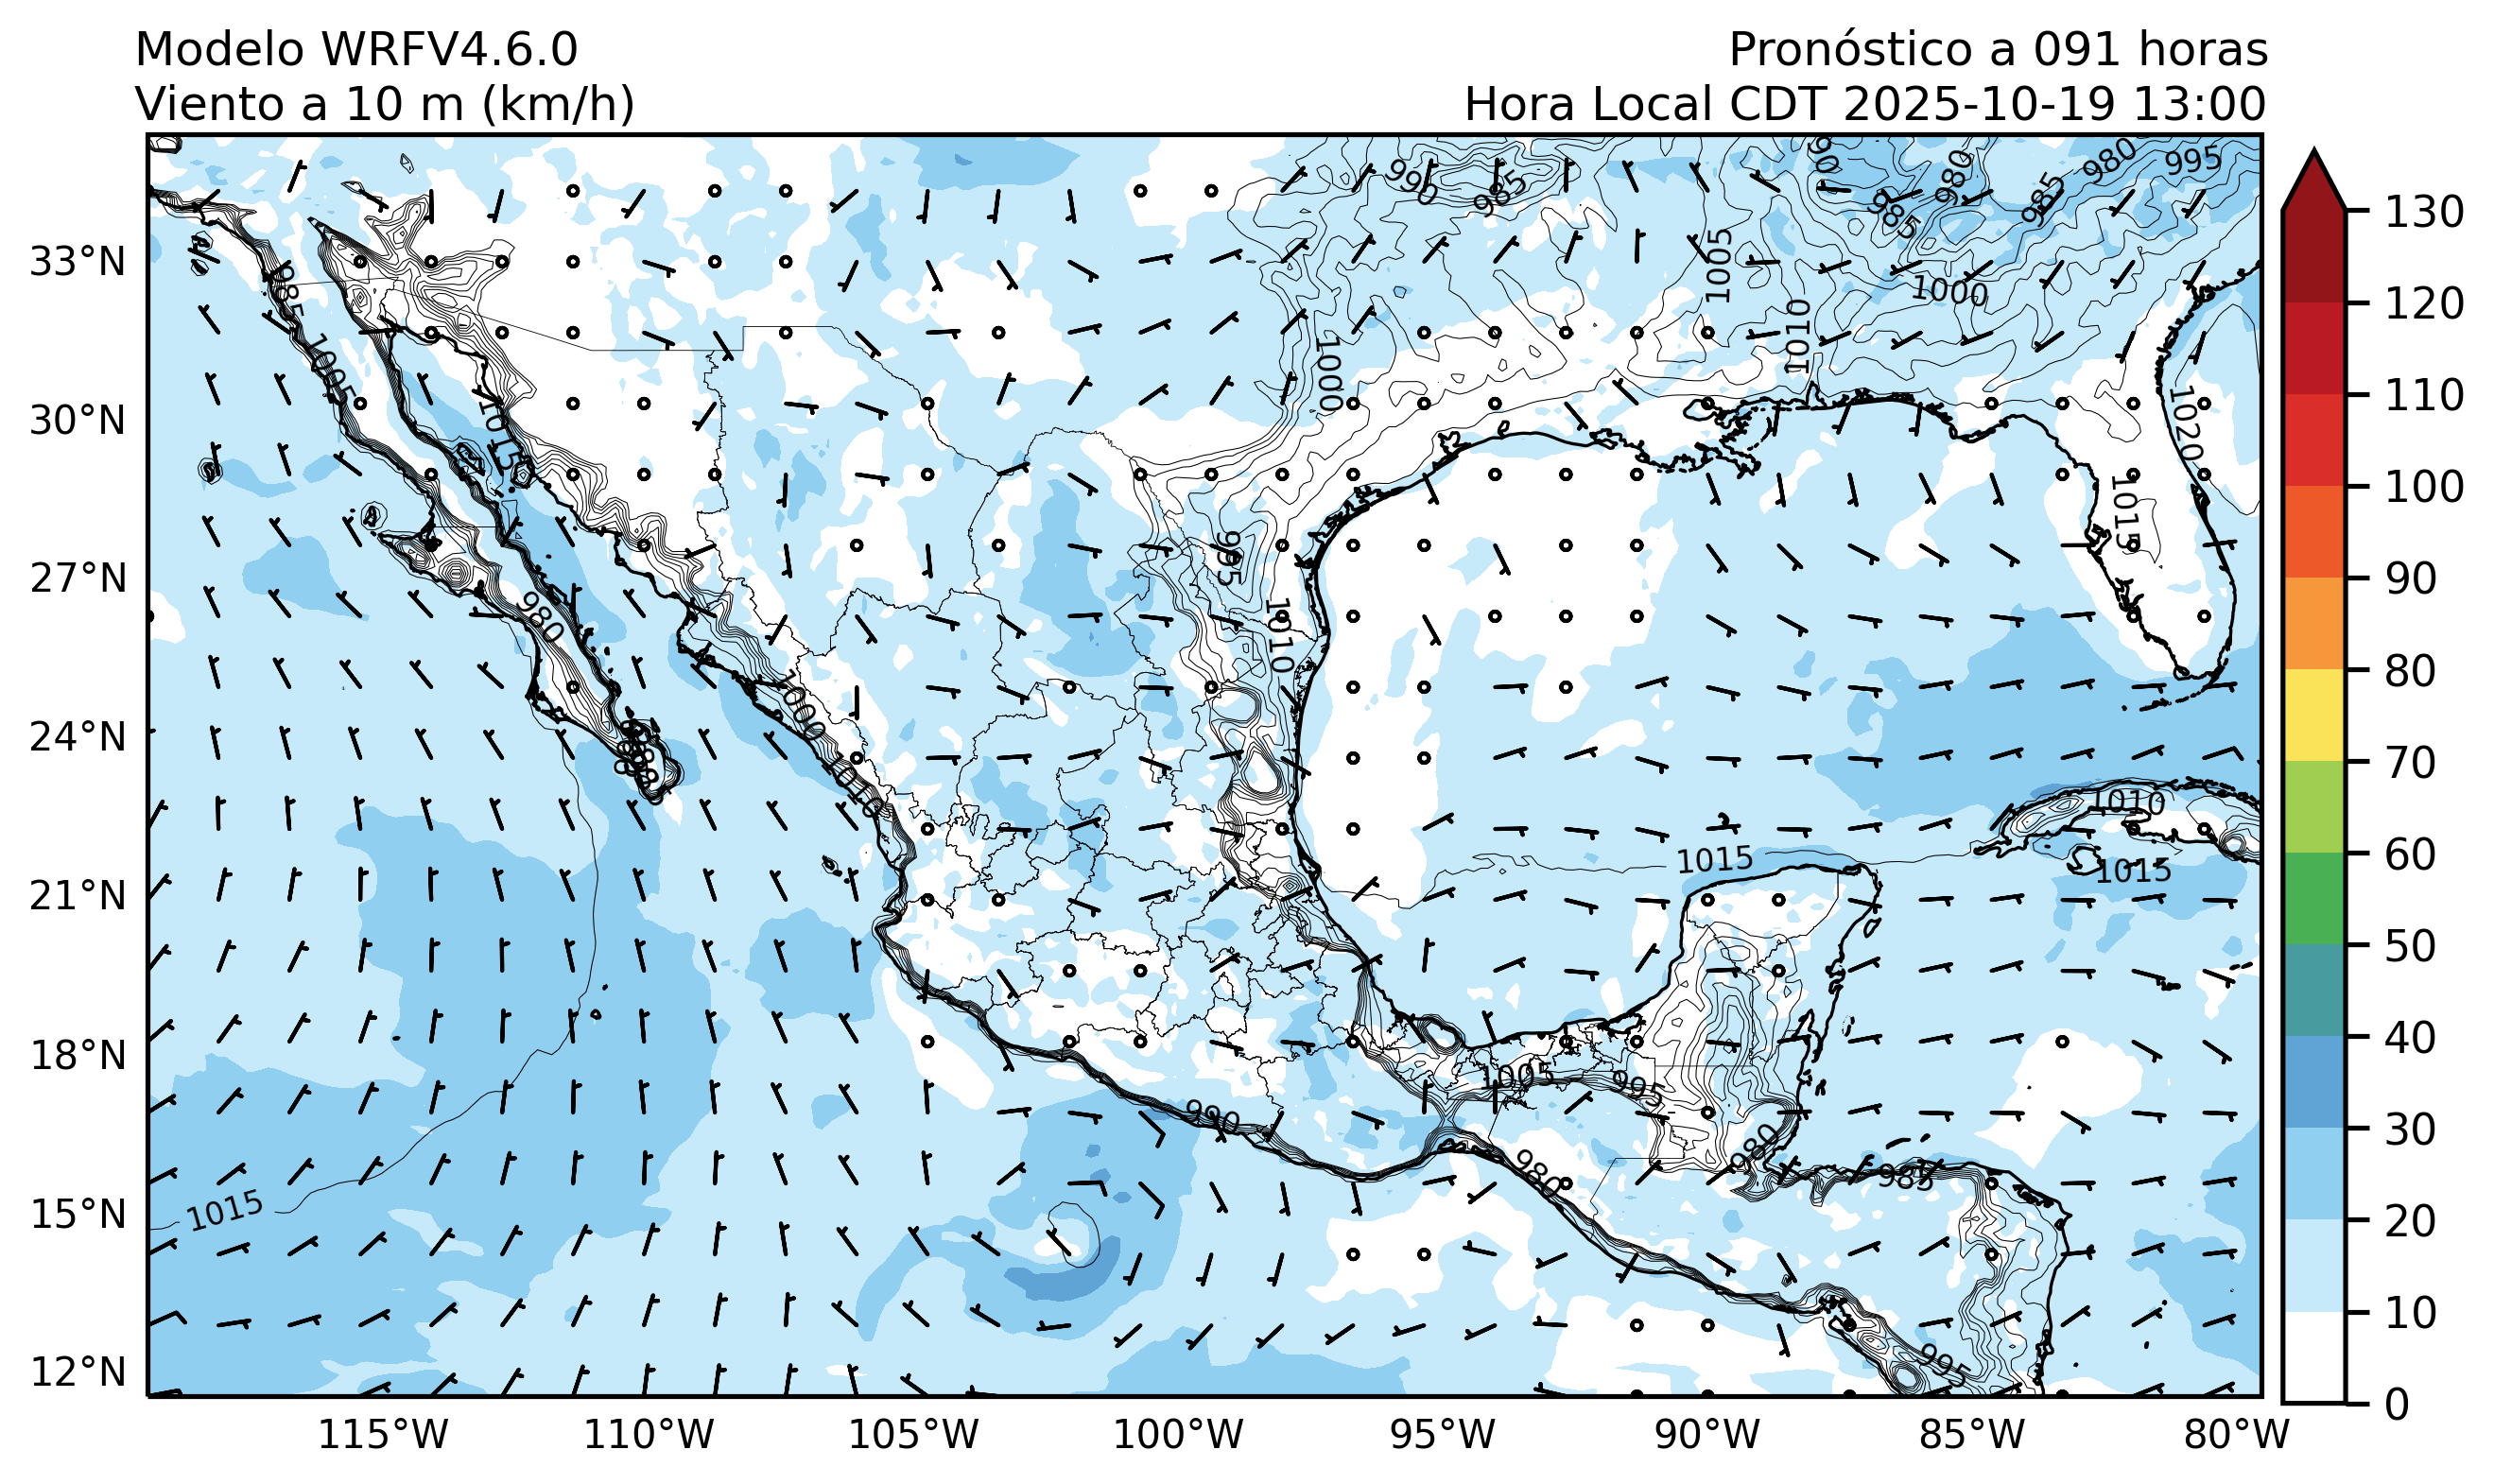 Modelo WRFV4.6.0
Pronóstico a 091 horas
Viento a 10 m (km/h)
Hora Local CDT 2025-10-19 13:00
990
985
980
985
985
980
995
1005
1000
1010
1000
1020
985
1005
1015
1015
995
980
1010
1000
1010
1010
1015
1015
1005
995
990
980
980
985
1015
995
33°N
30°N
27°N
24°N
21°N
18°N
15°N
12°N
115°W
110°W
105°W
100°W
95°W
90°W
85°W
80°W
130
120
110
100
90
80
70
60
50
40
30
20
10
0